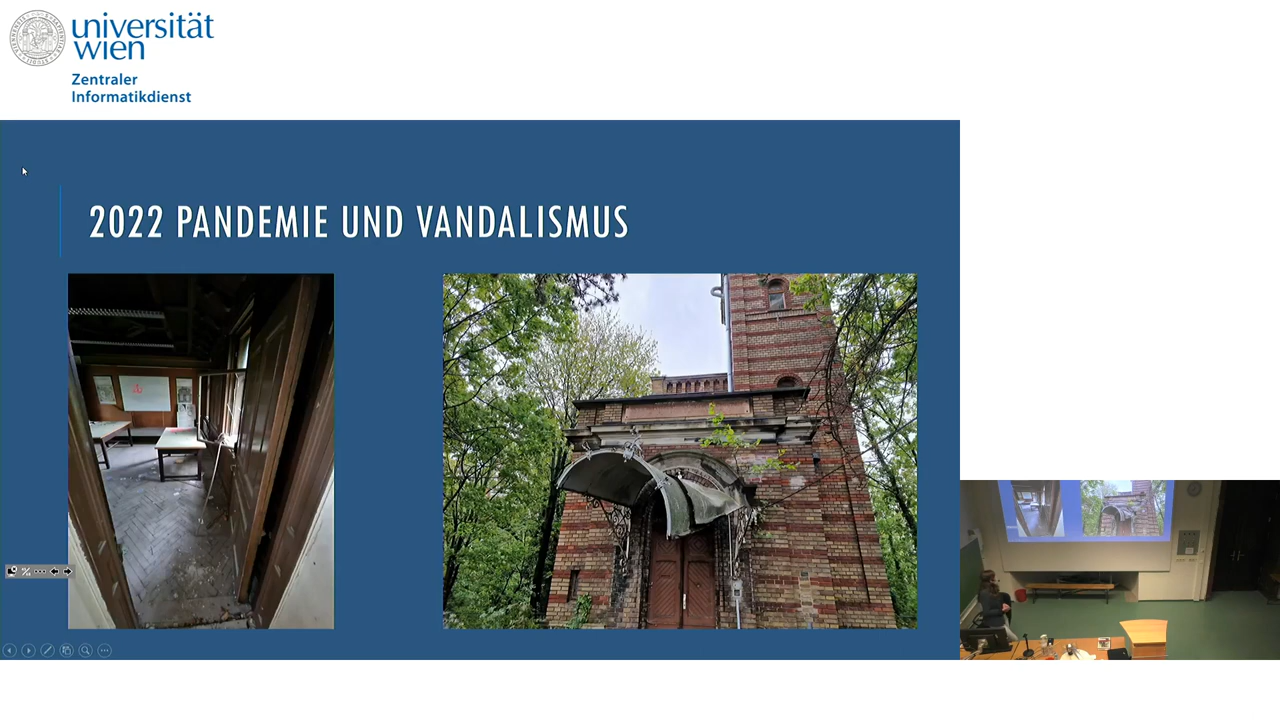 universität
wien
Zentraler
Informatikdienst
2022 PANDEMIE UND VANDALISMUS